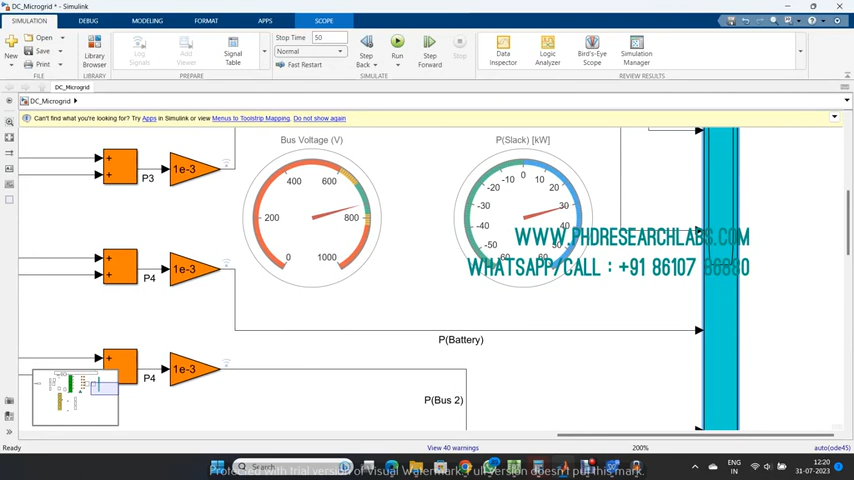 DC_Microgrid * - Simulink
SIMULATION DEBUG MODELING FORMAT APPS SCOPE
New
Open
Save
Print
FILE
Library Browser
LIBRARY
Log Signals
Add Viewer
Signal Table
PREPARE
Stop Time 50
Normal
Fast Restart
Step Back
Run
Step Forward
Stop
SIMULATE
Data Inspector
Logic Analyzer
Bird's-Eye Scope
Simulation Manager
REVIEW RESULTS
DC_Microgrid
DC_Microgrid
Can't find what you're looking for? Try Apps in Simulink or view Menus to Toolstrip Mapping. Do not show again
Bus Voltage (V)
0 200 400 600 800 1000
P(Slack) [kW]
-50 -40 -30 -20 -10 0 10 20 30 40 50
P3
1e-3
P4
1e-3
P4
1e-3
WWW.PHDRESEARCHLABS.COM
WHATSAPP/CALL : +91 86107
P(Battery)
P(Bus 2)
Ready
View 40 warnings
200%
auto(ode45)
Search
ENG
IN
12:20
31-07-2023
Protected with trial version of Visual Watermark. Full version doesn't put this mark.